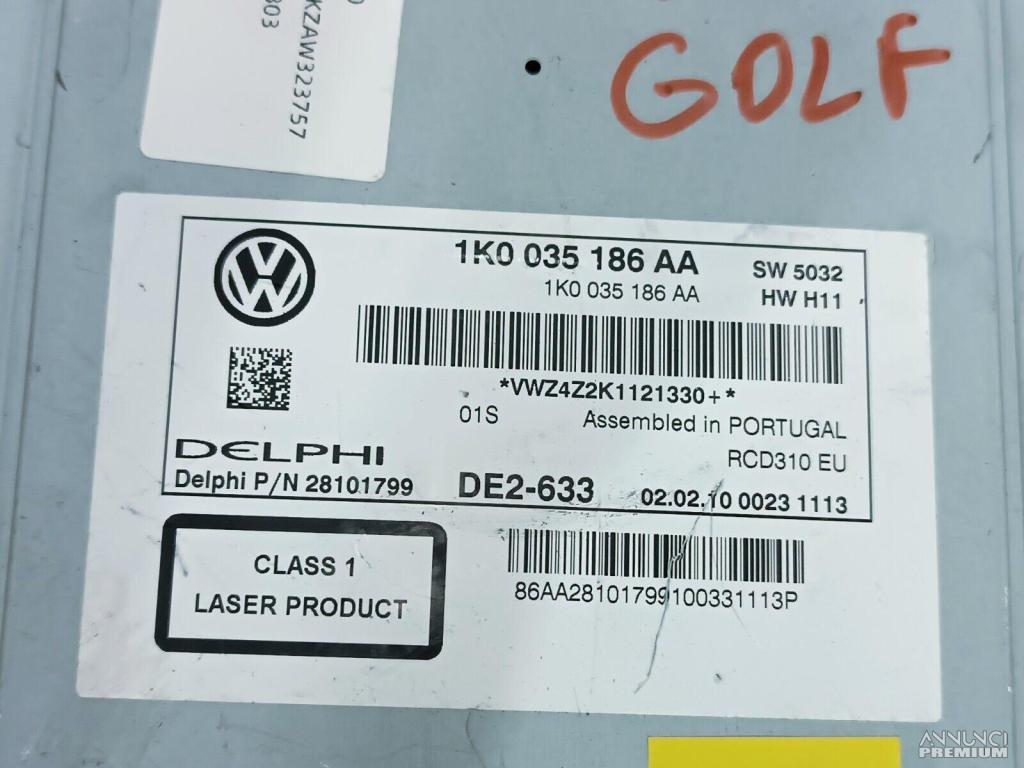 303
KZAW323757
GOLF
1K0 035 186 AA
SW 5032
1K0 035 186 AA
HW H11
*VWZ4Z2K1121330+*
01S
Assembled in PORTUGAL
RCD310 EU
DELPHI
Delphi P/N 28101799
DE2-633
02.02.10 0023 1113
CLASS 1
LASER PRODUCT
86AA28101799100331113P
ANNUNCI
PREMIUM